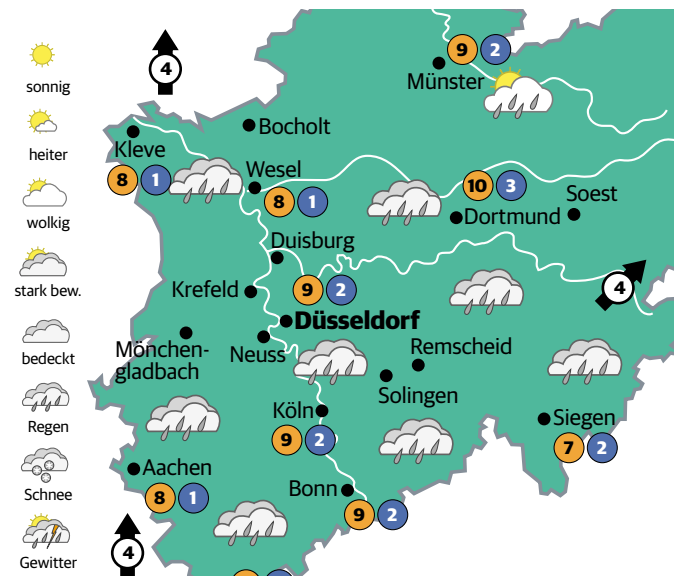 sonnig
heiter
wolkig
stark bew.
bedeckt
Regen
Schnee
Gewitter
4
9 2
Münster
Bocholt
Kleve
8 1
Wesel
8 1
10 3
Dortmund
Soest
Duisburg
9 2
Krefeld
4
Düsseldorf
Mönchen-
gladbach
Neuss
Remscheid
Solingen
Köln
9 2
Siegen
7 2
Aachen
8 1
Bonn
9 2
4